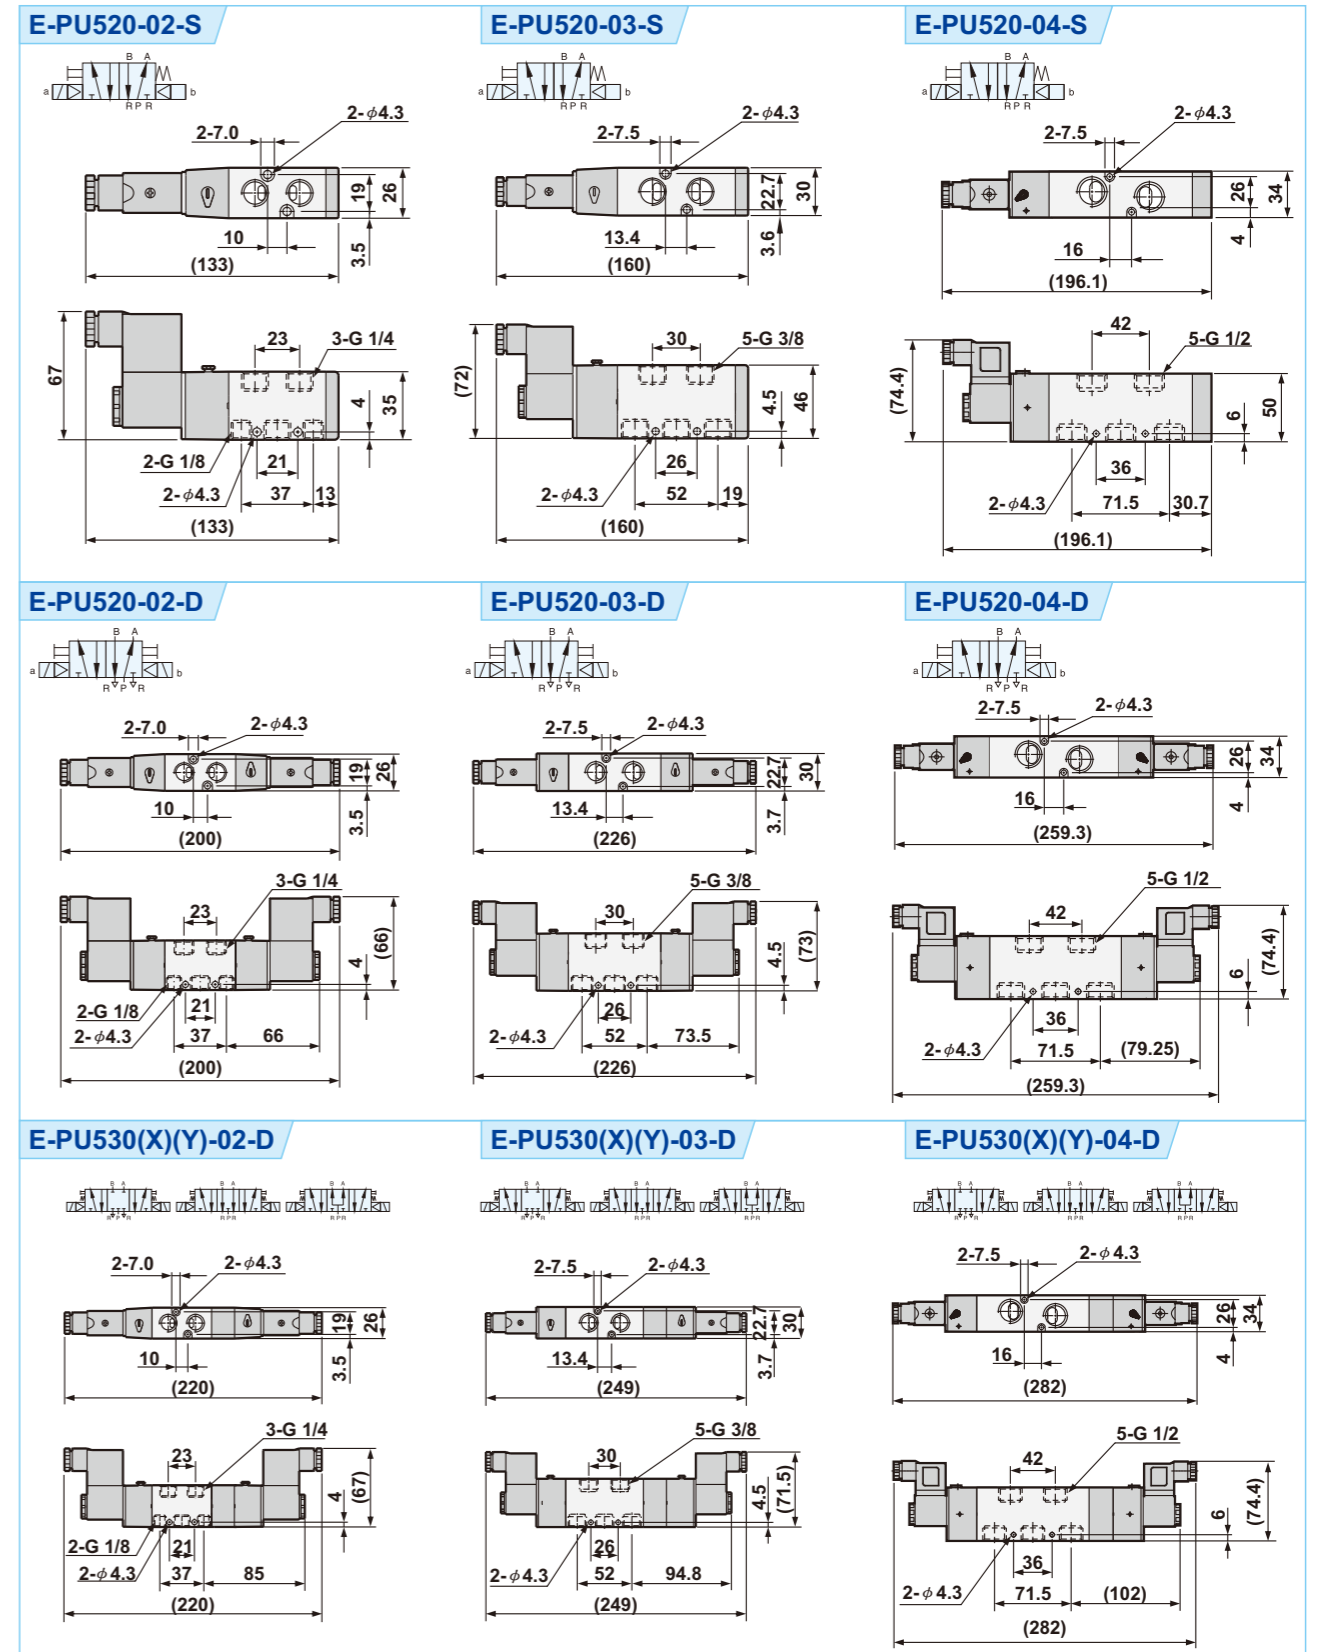 E-PU520-02-S
E-PU520-03-S
E-PU520-04-S
B A
a
b
R P R
B A
a
b
R P R
B A
a
b
R P R
2-7.0
2-ϕ4.3
19
26
10
3.5
(133)
2-7.5
2-ϕ4.3
22.7
30
13.4
3.6
(160)
2-7.5
2-ϕ4.3
26
34
16
4
(196.1)
67
23
3-G 1/4
4
35
2-G 1/8
21
2-ϕ4.3
37
13
(133)
(72)
30
5-G 3/8
4.5
46
26
2-ϕ4.3
52
19
(160)
(74.4)
42
5-G 1/2
6
50
36
2-ϕ4.3
71.5
30.7
(196.1)
E-PU520-02-D
E-PU520-03-D
E-PU520-04-D
B A
a
b
R P R
B A
a
b
R P R
B A
a
b
R P R
2-7.0
2-ϕ4.3
19
26
10
3.5
(200)
2-7.5
2-ϕ4.3
22.7
30
13.4
3.7
(226)
2-7.5
2-ϕ4.3
26
34
16
4
(259.3)
3-G 1/4
23
(66)
4
2-G 1/8
21
2-ϕ4.3
37
66
(200)
5-G 3/8
30
4.5
(73)
26
2-ϕ4.3
52
73.5
(226)
5-G 1/2
42
6
(74.4)
36
2-ϕ4.3
71.5
(79.25)
(259.3)
E-PU530(X)(Y)-02-D
E-PU530(X)(Y)-03-D
E-PU530(X)(Y)-04-D
B A
R P R
B A
R P R
B A
R P R
B A
R P R
B A
R P R
B A
R P R
B A
R P R
B A
R P R
B A
R P R
2-7.0
2-ϕ4.3
19
26
10
3.5
(220)
2-7.5
2-ϕ4.3
22.7
30
13.4
3.7
(249)
2-7.5
2-ϕ4.3
26
34
16
4
(282)
3-G 1/4
23
4
(67)
2-G 1/8
21
2-ϕ4.3
37
85
(220)
5-G 3/8
30
4.5
(71.5)
26
2-ϕ4.3
52
94.8
(249)
5-G 1/2
42
6
(74.4)
36
2-ϕ4.3
71.5
(102)
(282)